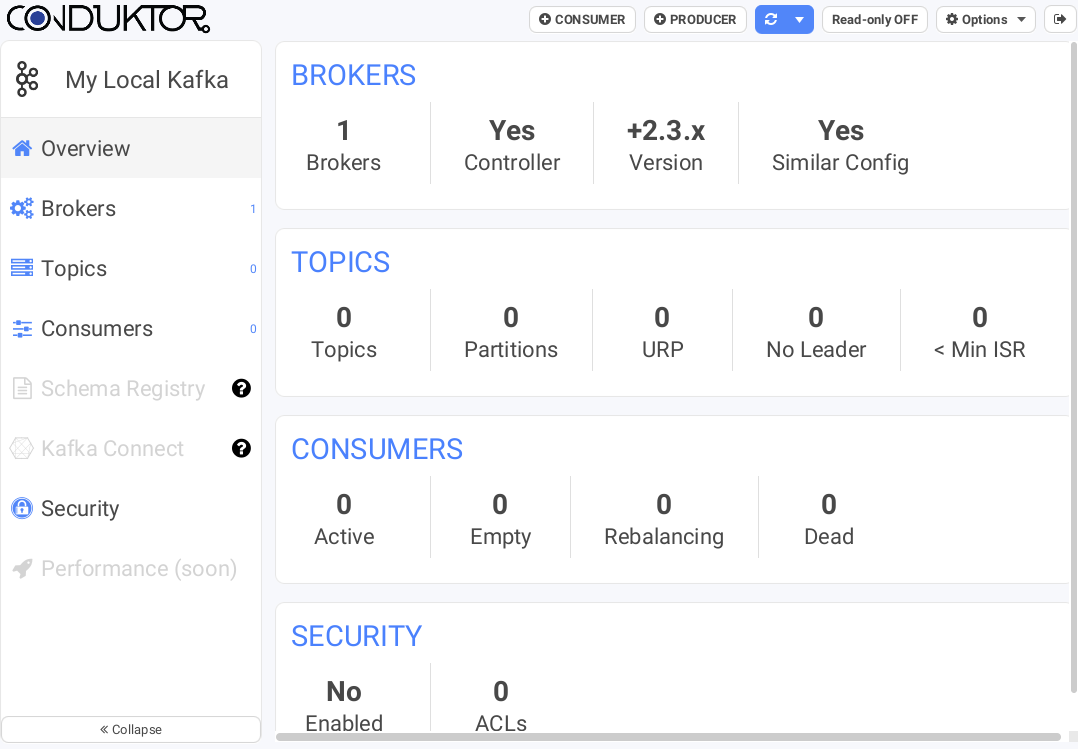 CONDUKTOR
CONSUMER
PRODUCER
Read-only OFF
Options
My Local Kafka
Overview
Brokers 1
Topics 0
Consumers 0
Schema Registry ?
Kafka Connect ?
Security
Performance (soon)
« Collapse
BROKERS
1 Yes +2.3.x Yes
Brokers Controller Version Similar Config
TOPICS
0 0 0 0 0
Topics Partitions URP No Leader < Min ISR
CONSUMERS
0 0 0 0
Active Empty Rebalancing Dead
SECURITY
No 0
Enabled ACLs